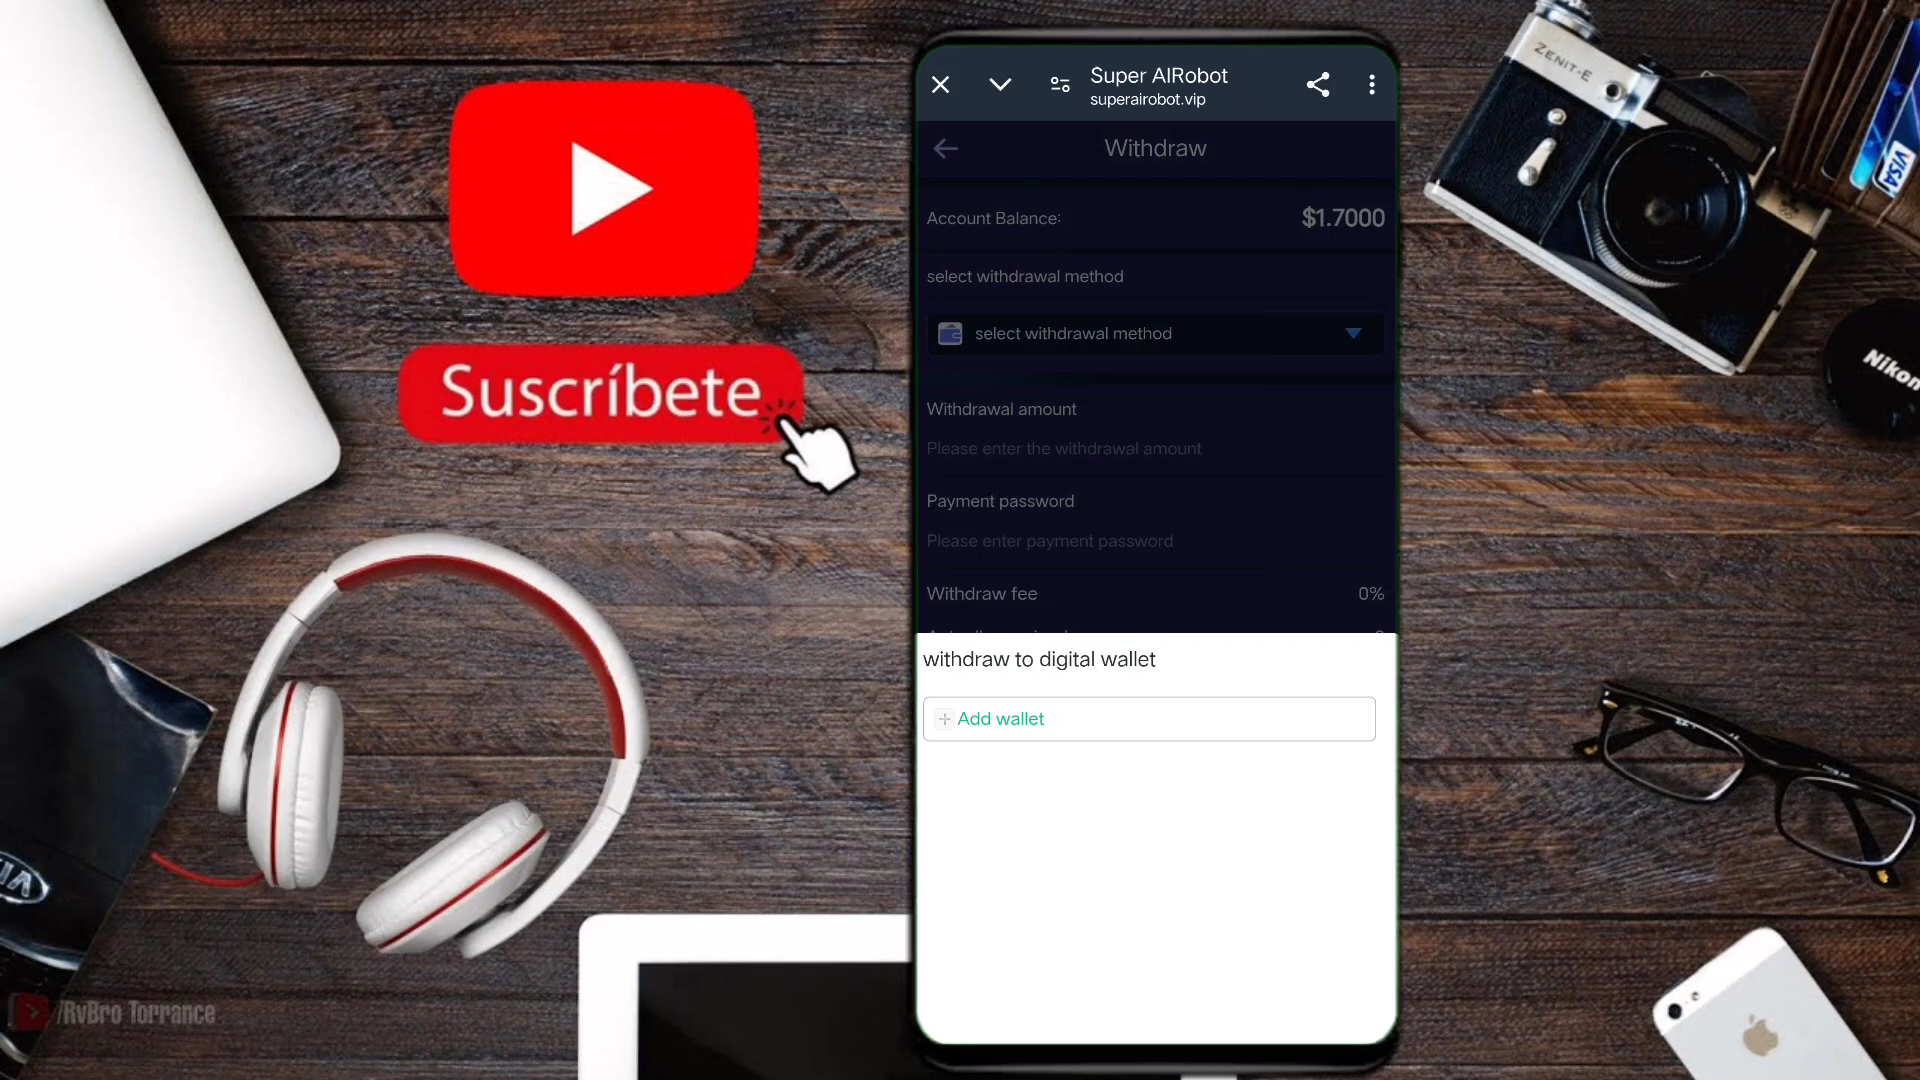 Suscríbete
Super AIRobot
superairobot.vip
Withdraw
Account Balance:
$1.7000
select withdrawal method
select withdrawal method
Withdrawal amount
Please enter the withdrawal amount
Payment password
Please enter payment password
Withdraw fee
0%
withdraw to digital wallet
Add wallet
ZENIT-E
VISA
Nikon
/RvBro Torrance